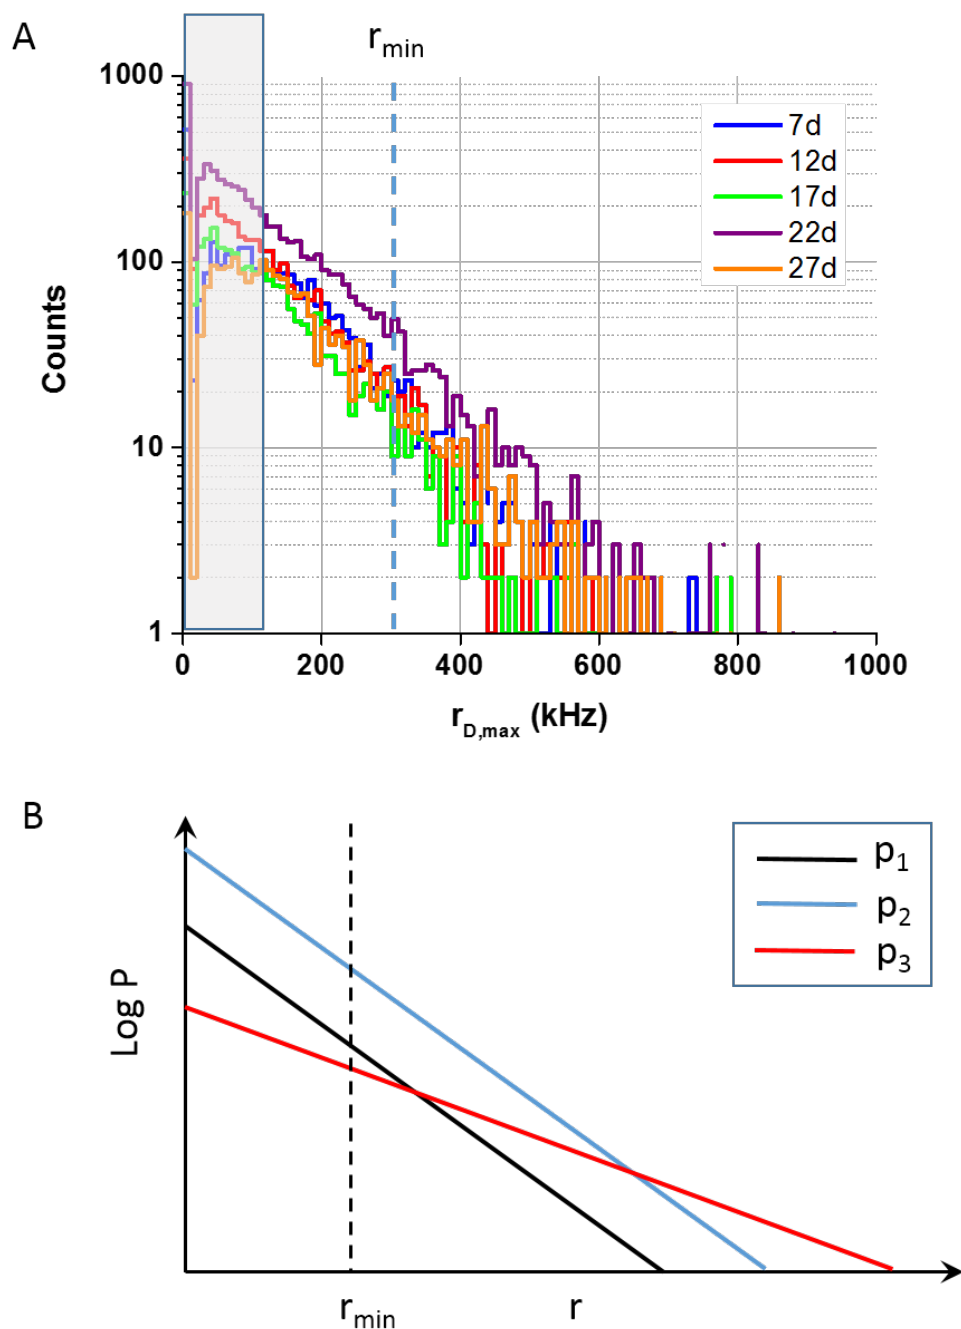 A
r_min
1000
100
10
1
Counts
7d
12d
17d
22d
27d
0 200 400 600 800 1000
r_D,max (kHz)
B
Log P
p_1
p_2
p_3
r_min r